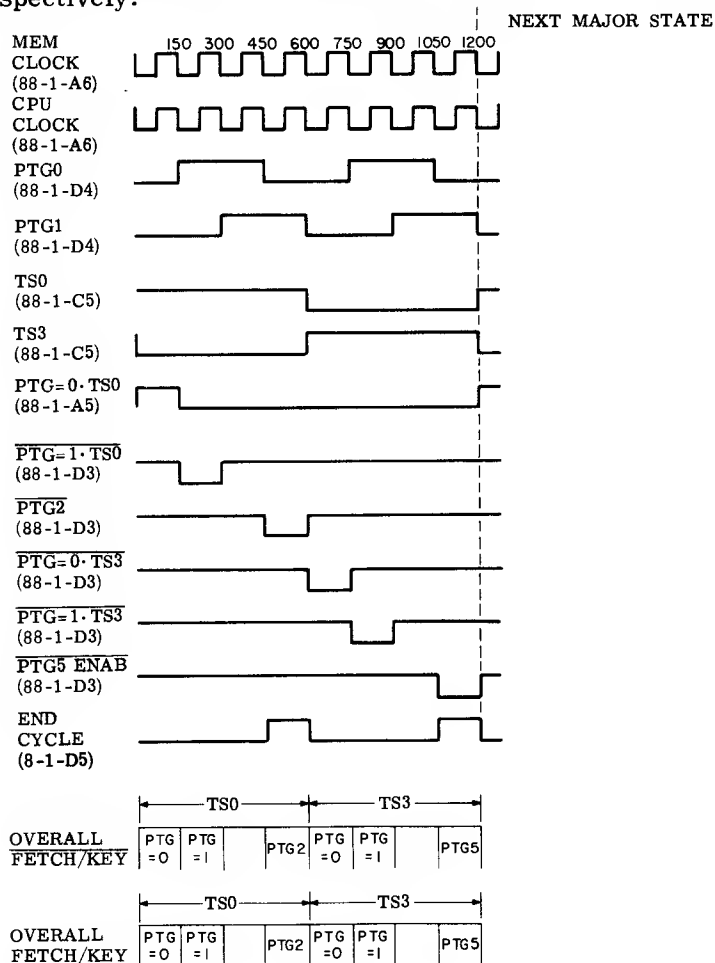 spectively.
NEXT MAJOR STATE
150 300 450 600 750 900 1050 1200
MEM
CLOCK
(88-1-A6)
CPU
CLOCK
(88-1-A6)
PTG0
(88-1-D4)
PTG1
(88-1-D4)
TS0
(88-1-C5)
TS3
(88-1-C5)
PTG=0·TS0
(88-1-A5)
PTG=1·TS0
(88-1-D3)
PTG2
(88-1-D3)
PTG=0·TS3
(88-1-D3)
PTG=1·TS3
(88-1-D3)
PTG5 ENAB
(88-1-D3)
END
CYCLE
(8-1-D5)
TS0 TS3
OVERALL
FETCH/KEY
PTG =0 PTG =1 PTG2 PTG =0 PTG =1 PTG5
TS0 TS3
OVERALL
FETCH/KEY
PTG =0 PTG =1 PTG2 PTG =0 PTG =1 PTG5